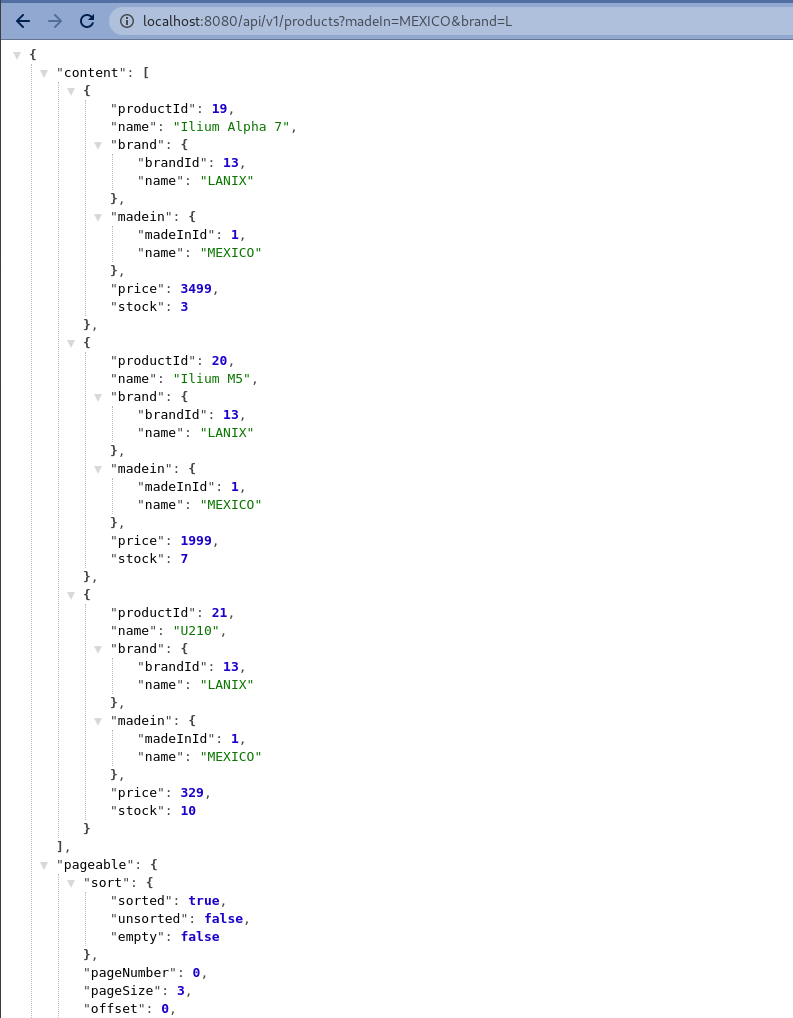 localhost:8080/api/v1/products?madeIn=MEXICO&brand=L
{
"content": [
{
"productId": 19,
"name": "Ilium Alpha 7",
"brand": {
"brandId": 13,
"name": "LANIX"
},
"madein": {
"madeInId": 1,
"name": "MEXICO"
},
"price": 3499,
"stock": 3
},
{
"productId": 20,
"name": "Ilium M5",
"brand": {
"brandId": 13,
"name": "LANIX"
},
"madein": {
"madeInId": 1,
"name": "MEXICO"
},
"price": 1999,
"stock": 7
},
{
"productId": 21,
"name": "U210",
"brand": {
"brandId": 13,
"name": "LANIX"
},
"madein": {
"madeInId": 1,
"name": "MEXICO"
},
"price": 329,
"stock": 10
}
],
"pageable": {
"sort": {
"sorted": true,
"unsorted": false,
"empty": false
},
"pageNumber": 0,
"pageSize": 3,
"offset": 0,